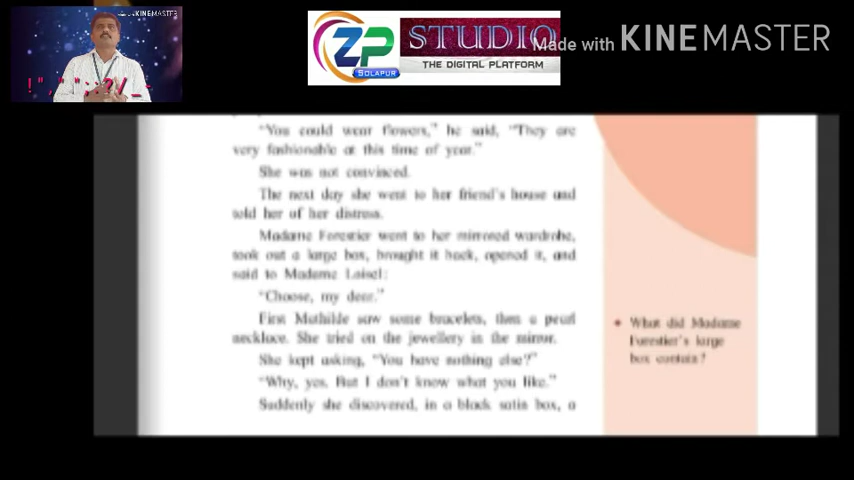 KINEMASTER
! " , " " ; : ? / _ -
ZP
SOLAPUR
STUDIO
THE DIGITAL PLATFORM
Made with KINEMASTER
"You could wear flowers," he said, "They are
very fashionable at this time of year."
She was not convinced.
The next day she went to her friend's house and
told her of her distress.
Madame Forestier went to her mirrored wardrobe,
took out a large box, brought it back, opened it, and
said to Madame Loisel:
"Choose, my dear."
First Mathilde saw some bracelets, then a pearl
necklace. She tried on the jewellery in the mirror.
She kept asking, "You have nothing else?"
"Why, yes. But I don't know what you like."
Suddenly she discovered, in a black satin box, a
• What did Madame
Forestier's large
box contain?